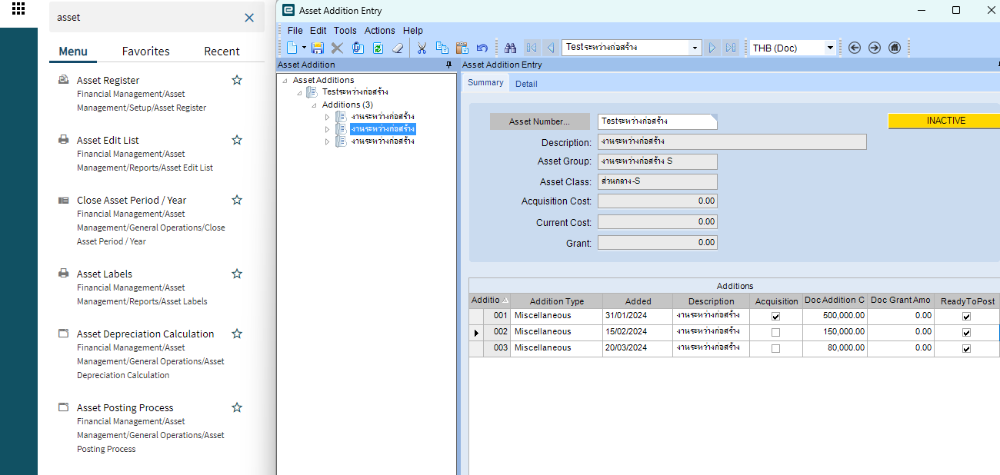 asset
Menu
Favorites
Recent
Asset Register
Financial Management/Asset
Management/Setup/Asset Register
Asset Edit List
Financial Management/Asset
Management/Reports/Asset Edit List
Close Asset Period / Year
Financial Management/Asset
Management/General Operations/Close
Asset Period / Year
Asset Labels
Financial Management/Asset
Management/Reports/Asset Labels
Asset Depreciation Calculation
Financial Management/Asset
Management/General Operations/Asset
Depreciation Calculation
Asset Posting Process
Financial Management/Asset
Management/General Operations/Asset
Posting Process
Asset Addition Entry
File Edit Tools Actions Help
Testระหว่างก่อสร้าง
THB (Doc)
Asset Addition
Asset Additions
Testระหว่างก่อสร้าง
Additions (3)
งานระหว่างก่อสร้าง
งานระหว่างก่อสร้าง
งานระหว่างก่อสร้าง
Asset Addition Entry
Summary
Detail
Asset Number... Testระหว่างก่อสร้าง
INACTIVE
Description: งานระหว่างก่อสร้าง
Asset Group: งานระหว่างก่อสร้าง S
Asset Class: ส่วนกลาง-S
Acquisition Cost: 0.00
Current Cost: 0.00
Grant: 0.00
Additions
Additio Addition Type Added Description Acquisition Doc Addition C Doc Grant Amo ReadyToPost
001 Miscellaneous 31/01/2024 งานระหว่างก่อสร้าง 500,000.00 0.00
002 Miscellaneous 15/02/2024 งานระหว่างก่อสร้าง 150,000.00 0.00
003 Miscellaneous 20/03/2024 งานระหว่างก่อสร้าง 80,000.00 0.00